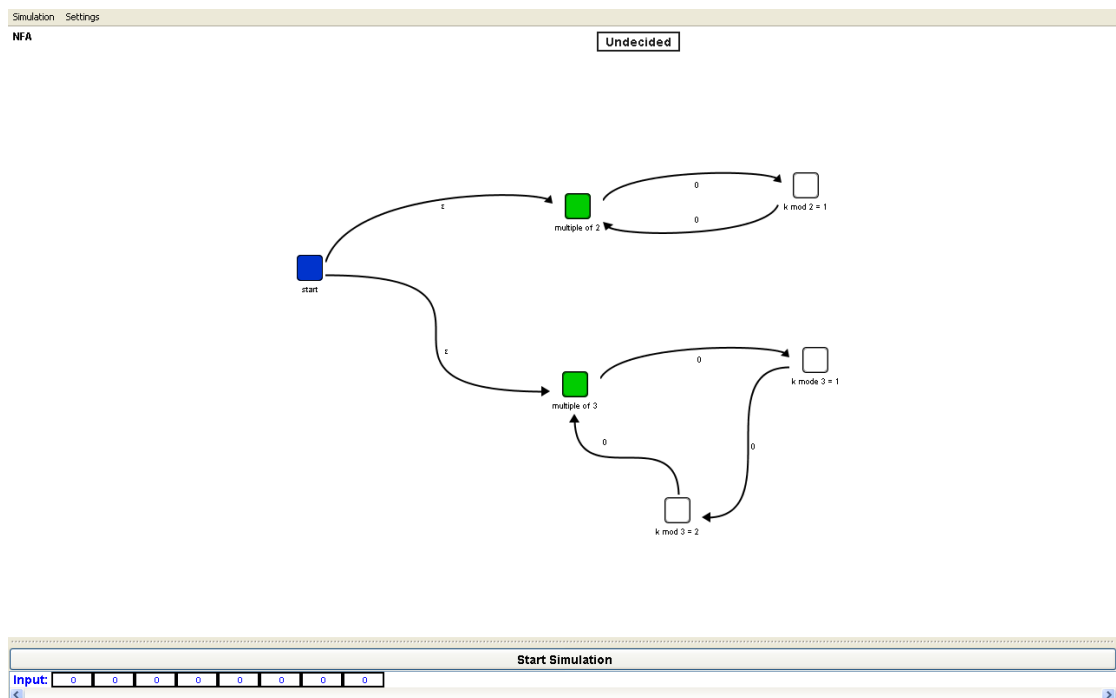 Simulation Settings
NFA
Undecided
0
k mod 2 = 1
ε
0
multiple of 2
start
ε
0
k mode 3 = 1
multiple of 3
0
0
k mod 3 = 2
Start Simulation
Input: 0 0 0 0 0 0 0 0